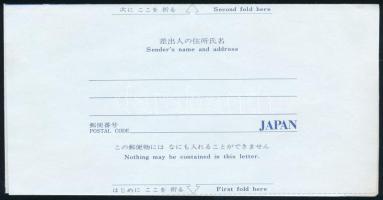 次に ここを 折る Second fold here
差出人の住所氏名
Sender's name and address
郵便番号
POSTAL CODE JAPAN
この郵便物には なにも入れることができません
Nothing may be contained in this letter.
はじめに ここを 折る First fold here